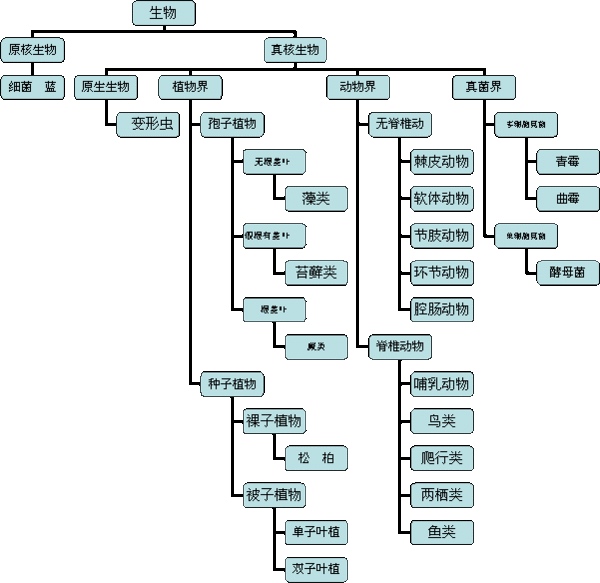 生物
原核生物
真核生物
细菌 蓝
原生生物
植物界
动物界
真菌界
变形虫
孢子植物
无脊椎动
多细胞真菌
无根茎叶
棘皮动物
青霉
藻类
软体动物
曲霉
假根有茎叶
节肢动物
单细胞真菌
苔藓类
环节动物
酵母菌
根茎叶
腔肠动物
蕨类
脊椎动物
种子植物
哺乳动物
裸子植物
鸟类
松 柏
爬行类
被子植物
两栖类
单子叶植
鱼类
双子叶植